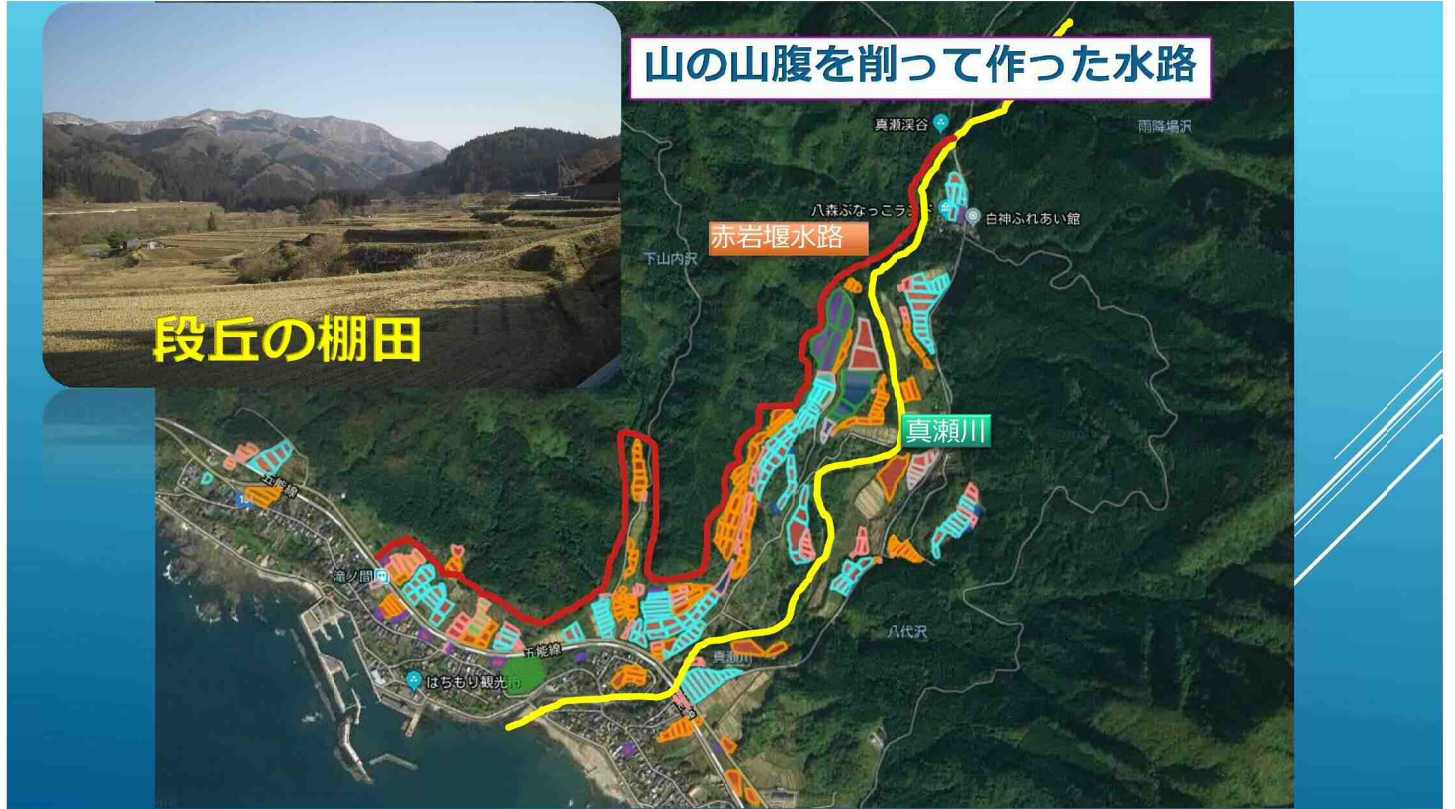 山の山腹を削って作った水路
真瀬渓谷
雨降場沢
八森ぶなっこラン
白神ふれあい館
赤岩堰水路
下山内沢
段丘の棚田
真瀬川
五能線
滝ノ間
八代沢
五能線
真瀬川
はちもり観光